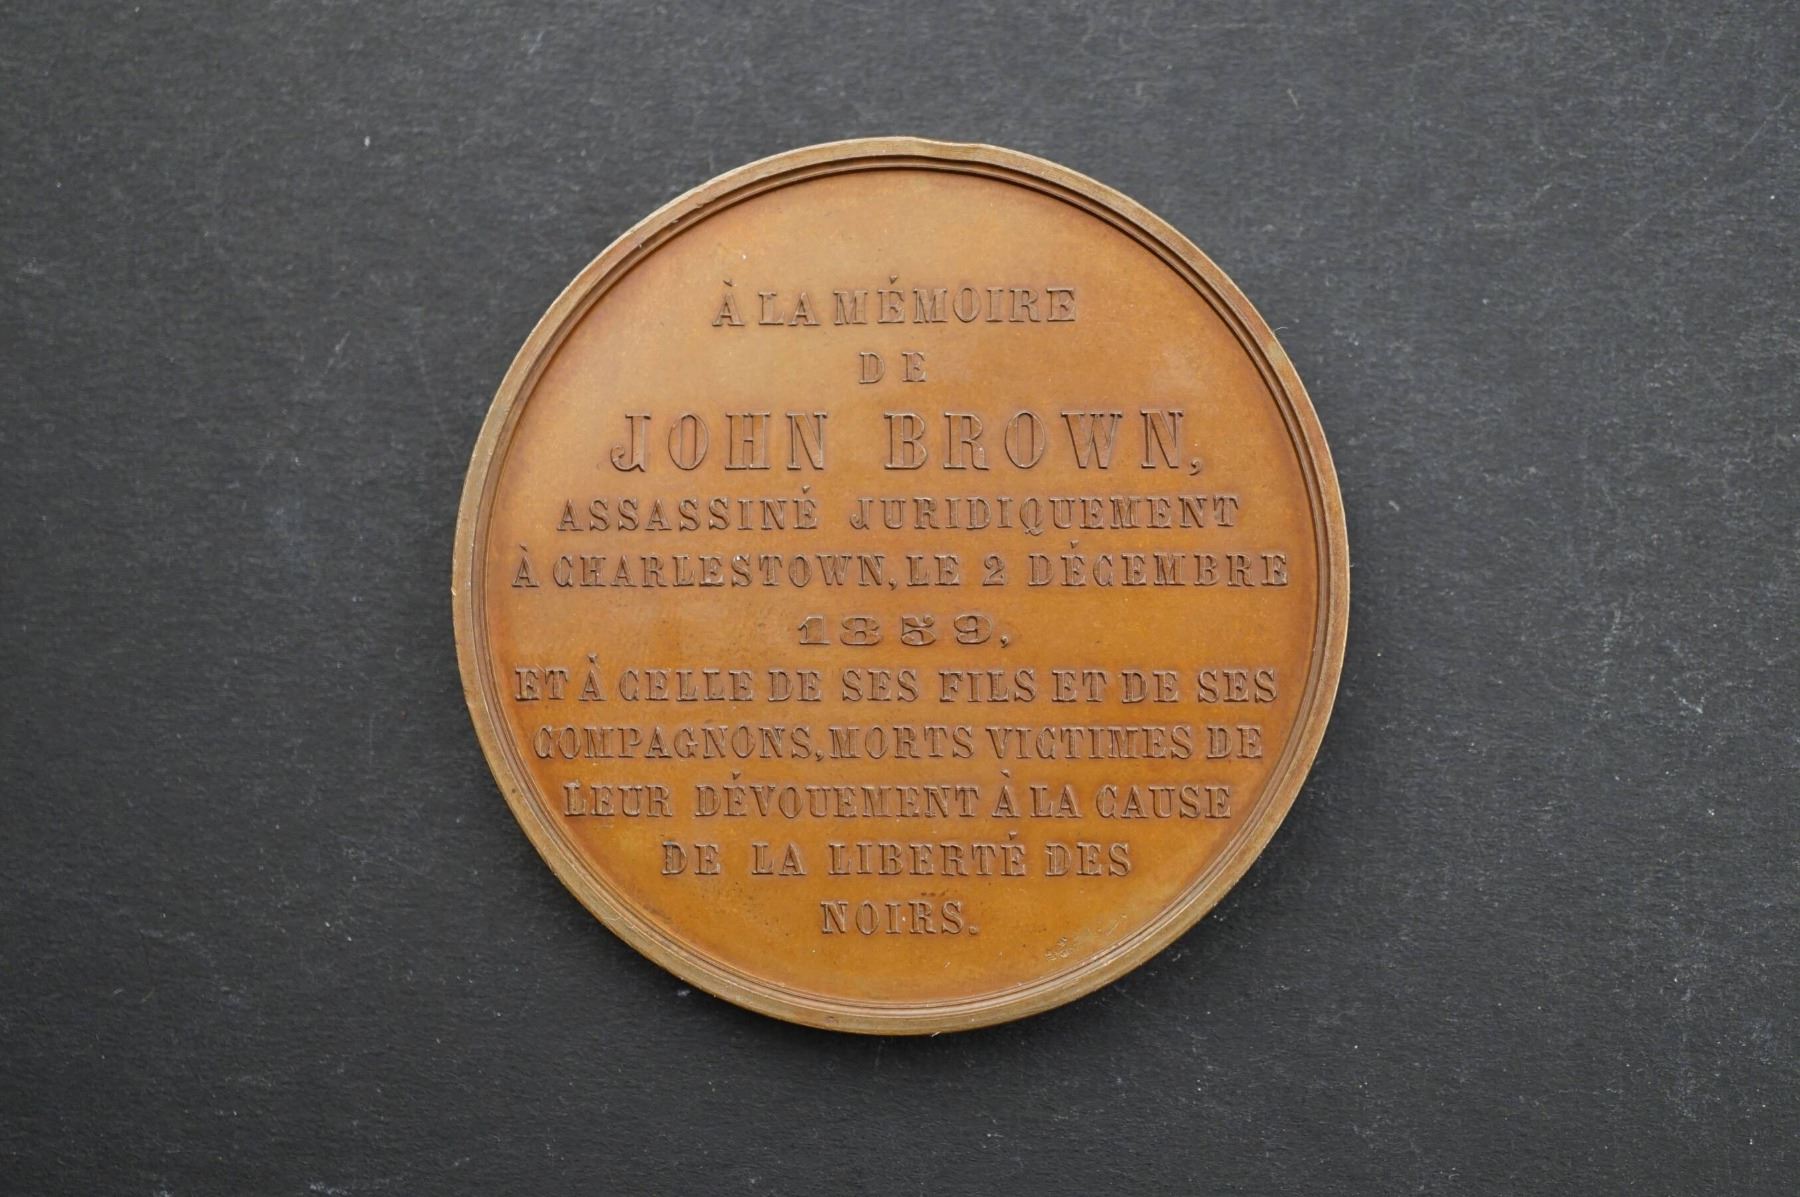 À LA MÉMOIRE
DE
JOHN BROWN,
ASSASSINÉ JURIDIQUEMENT
À CHARLESTOWN, LE 2 DÉCEMBRE
1859,
ET À CELLE DE SES FILS ET DE SES
COMPAGNONS, MORTS VICTIMES DE
LEUR DÉVOUEMENT À LA CAUSE
DE LA LIBERTÉ DES
NOIRS.